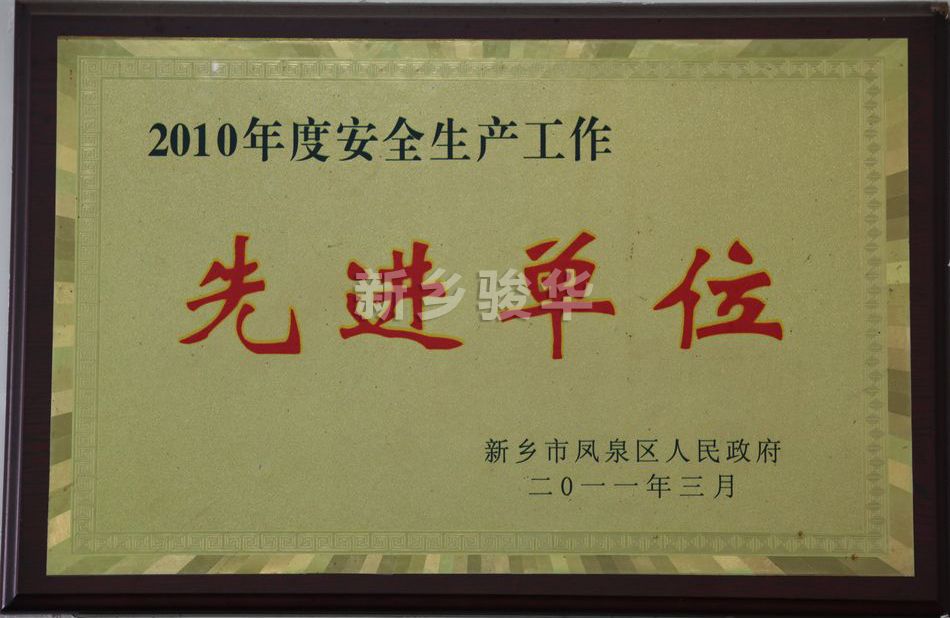 2010年度安全生产工作
先进单位
新乡骏华
新乡市凤泉区人民政府
二0一一年三月